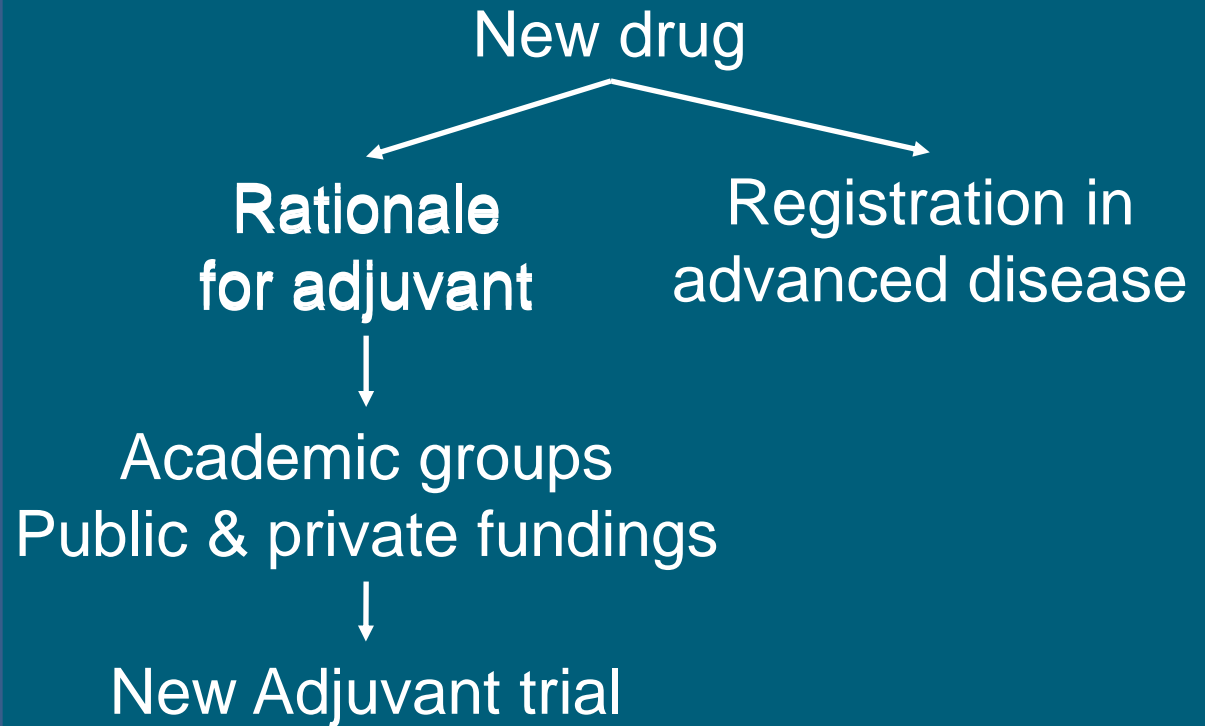 New drug
Rationale
for adjuvant
Registration in
advanced disease
Academic groups
Public & private fundings
New Adjuvant trial